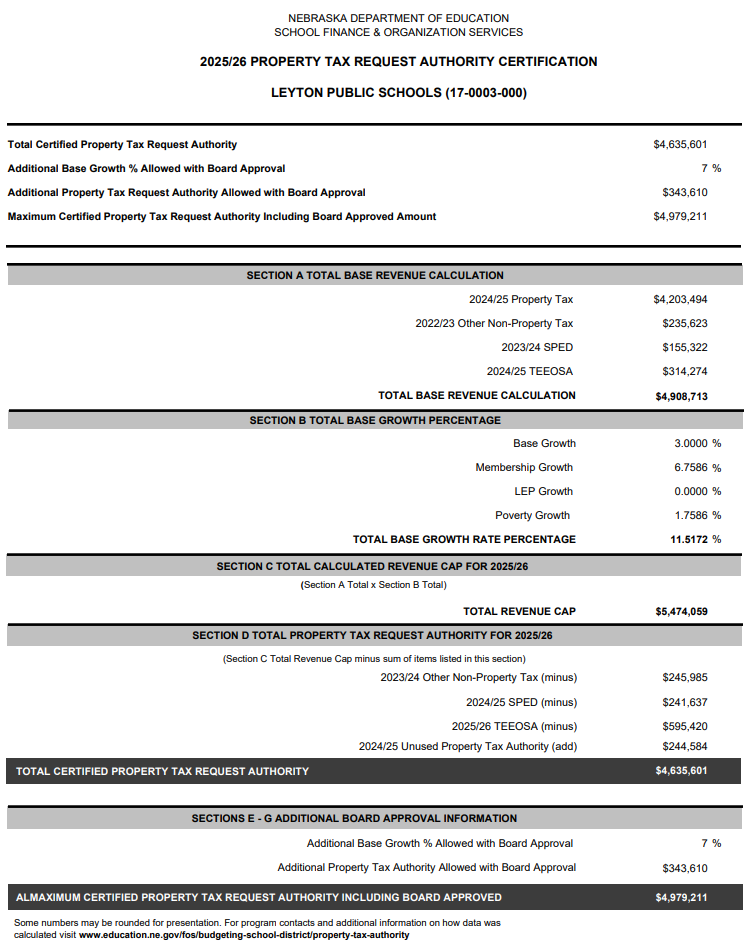 NEBRASKA DEPARTMENT OF EDUCATION
SCHOOL FINANCE & ORGANIZATION SERVICES
2025/26 PROPERTY TAX REQUEST AUTHORITY CERTIFICATION
LEYTON PUBLIC SCHOOLS (17-0003-000)
Total Certified Property Tax Request Authority $4,635,601
Additional Base Growth % Allowed with Board Approval 7 %
Additional Property Tax Request Authority Allowed with Board Approval $343,610
Maximum Certified Property Tax Request Authority Including Board Approved Amount $4,979,211
SECTION A TOTAL BASE REVENUE CALCULATION
2024/25 Property Tax $4,203,494
2022/23 Other Non-Property Tax $235,623
2023/24 SPED $155,322
2024/25 TEEOSA $314,274
TOTAL BASE REVENUE CALCULATION $4,908,713
SECTION B TOTAL BASE GROWTH PERCENTAGE
Base Growth 3.0000 %
Membership Growth 6.7586 %
LEP Growth 0.0000 %
Poverty Growth 1.7586 %
TOTAL BASE GROWTH RATE PERCENTAGE 11.5172 %
SECTION C TOTAL CALCULATED REVENUE CAP FOR 2025/26
(Section A Total x Section B Total)
TOTAL REVENUE CAP $5,474,059
SECTION D TOTAL PROPERTY TAX REQUEST AUTHORITY FOR 2025/26
(Section C Total Revenue Cap minus sum of items listed in this section)
2023/24 Other Non-Property Tax (minus) $245,985
2024/25 SPED (minus) $241,637
2025/26 TEEOSA (minus) $595,420
2024/25 Unused Property Tax Authority (add) $244,584
TOTAL CERTIFIED PROPERTY TAX REQUEST AUTHORITY $4,635,601
SECTIONS E - G ADDITIONAL BOARD APPROVAL INFORMATION
Additional Base Growth % Allowed with Board Approval 7 %
Additional Property Tax Authority Allowed with Board Approval $343,610
ALMAXIMUM CERTIFIED PROPERTY TAX REQUEST AUTHORITY INCLUDING BOARD APPROVED $4,979,211
Some numbers may be rounded for presentation. For program contacts and additional information on how data was
calculated visit www.education.ne.gov/fos/budgeting-school-district/property-tax-authority